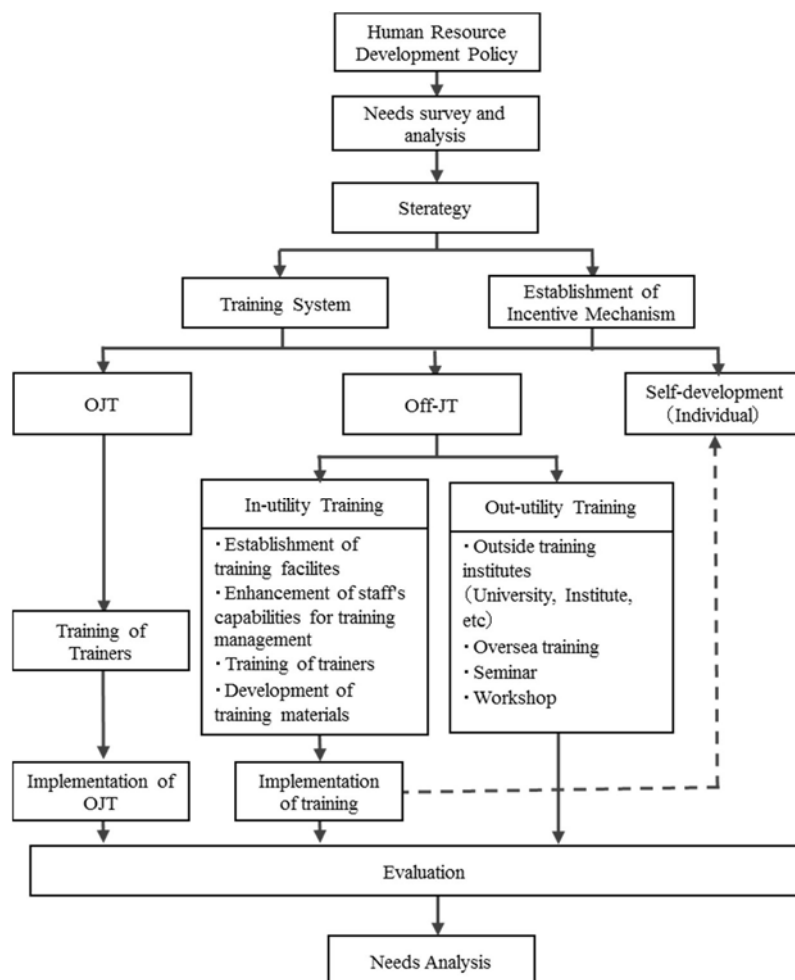 Human Resource
Development Policy
Needs survey and
analysis
Sterategy
Training System
Establishment of
Incentive Mechanism
OJT
Off-JT
Self-development
(Individual)
In-utility Training
・Establishment of
training facilites
・Enhancement of staff's
capabilities for training
management
・Training of trainers
・Development of
training materials
Out-utility Training
・Outside training
institutes
(University, Institute,
etc)
・Oversea training
・Seminar
・Workshop
Training of
Trainers
Implementation of
OJT
Implementation
of training
Evaluation
Needs Analysis